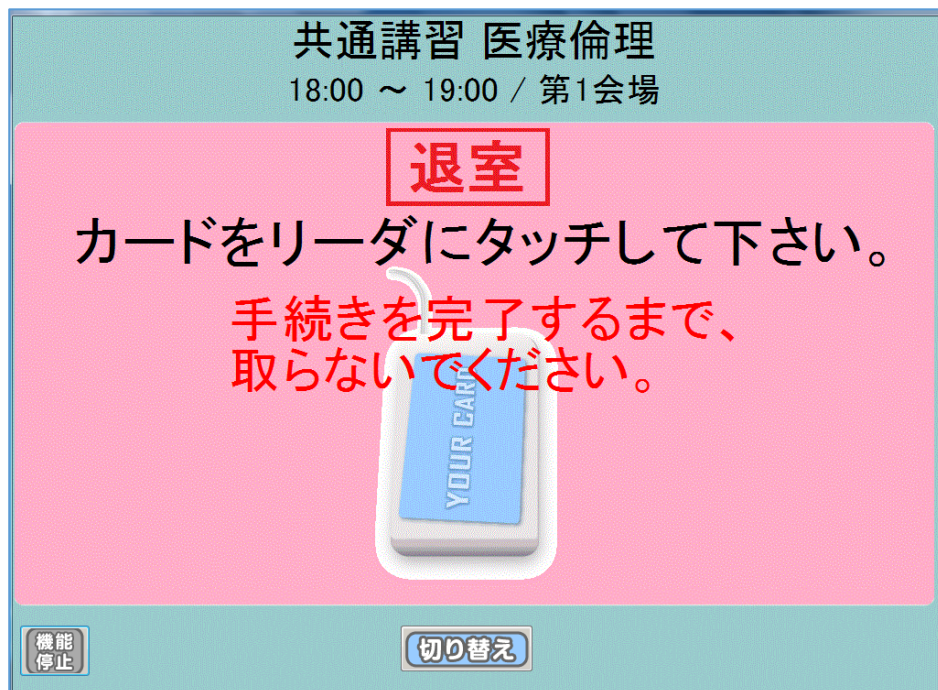 共通講習 医療倫理
18:00 ～ 19:00 / 第1会場
退室
カードをリーダにタッチして下さい。
手続きを完了するまで、
取らないでください。
YOUR CARD
機能
停止
切り替え